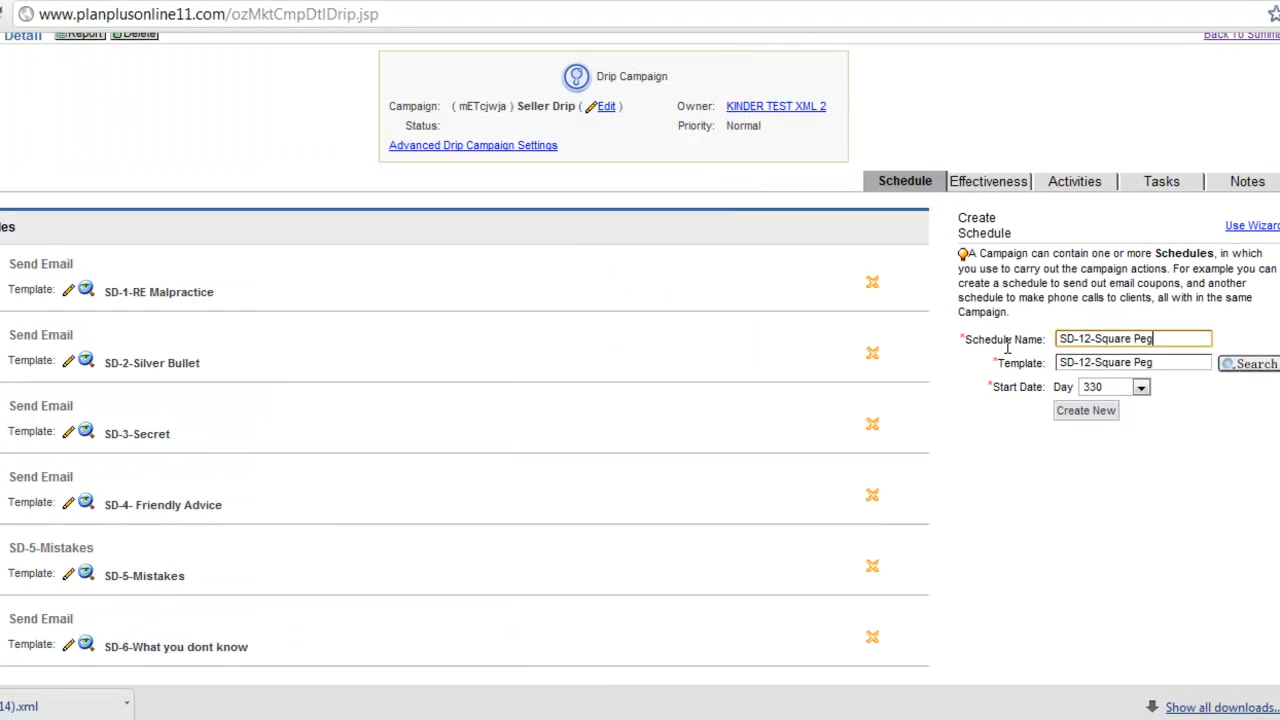 www.planplusonline11.com/ozMktCmpDtlDrip.jsp
Detail Report Delete Back To Summa
Drip Campaign
Campaign: ( mETcjwja ) Seller Drip ( Edit ) Owner: KINDER TEST XML 2
Status: Priority: Normal
Advanced Drip Campaign Settings
Schedule Effectiveness Activities Tasks Notes
les
Send Email
Template: SD-1-RE Malpractice
Send Email
Template: SD-2-Silver Bullet
Send Email
Template: SD-3-Secret
Send Email
Template: SD-4- Friendly Advice
SD-5-Mistakes
Template: SD-5-Mistakes
Send Email
Template: SD-6-What you dont know
Create
Schedule
Use Wizard
A Campaign can contain one or more Schedules, in which
you use to carry out the campaign actions. For example you can
create a schedule to send out email coupons, and another
schedule to make phone calls to clients, all with in the same
Campaign.
*Schedule Name: SD-12-Square Peg
*Template: SD-12-Square Peg Search
*Start Date: Day 330
Create New
14).xml
Show all downloads...